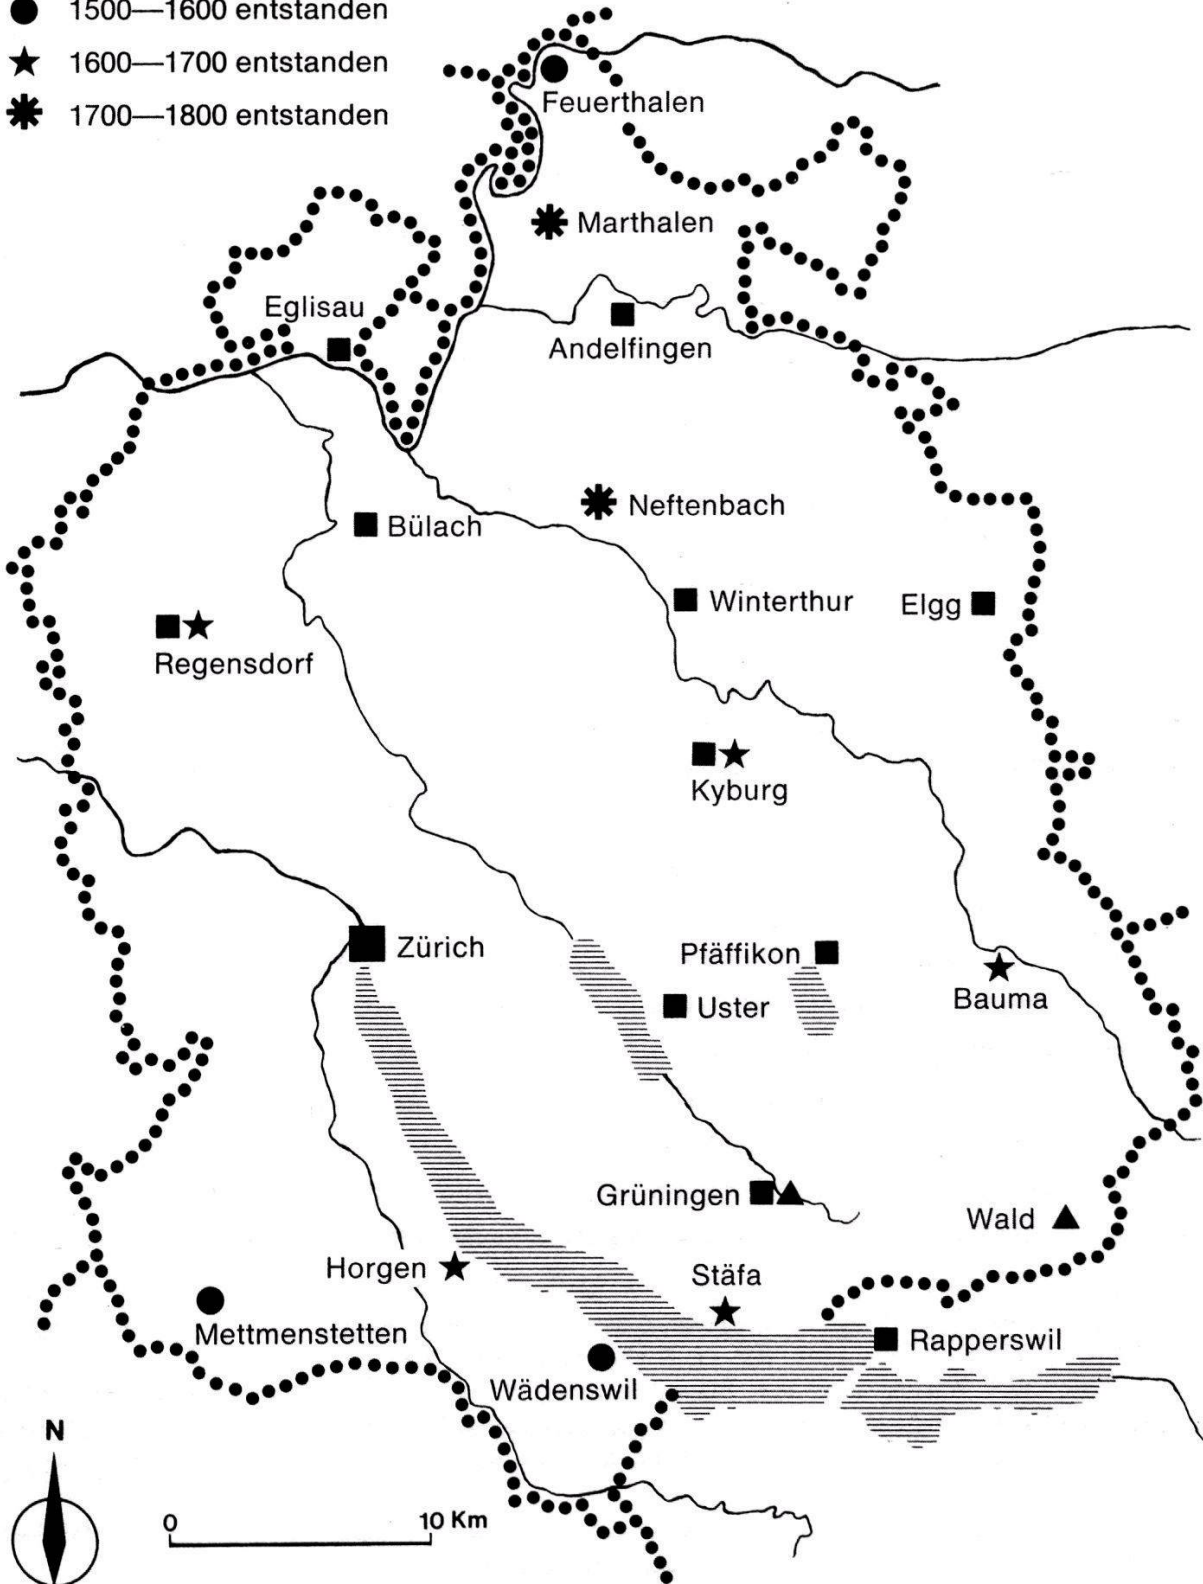 1500—1600 entstanden
1600—1700 entstanden
1700—1800 entstanden
Feuerthalen
Marthalen
Eglisau
Andelfingen
Neftenbach
Bülach
Winterthur
Elgg
Regensdorf
Kyburg
Zürich
Pfäffikon
Uster
Bauma
Grüningen
Wald
Horgen
Stäfa
Mettmenstetten
Rapperswil
Wädenswil
N
0
10 Km